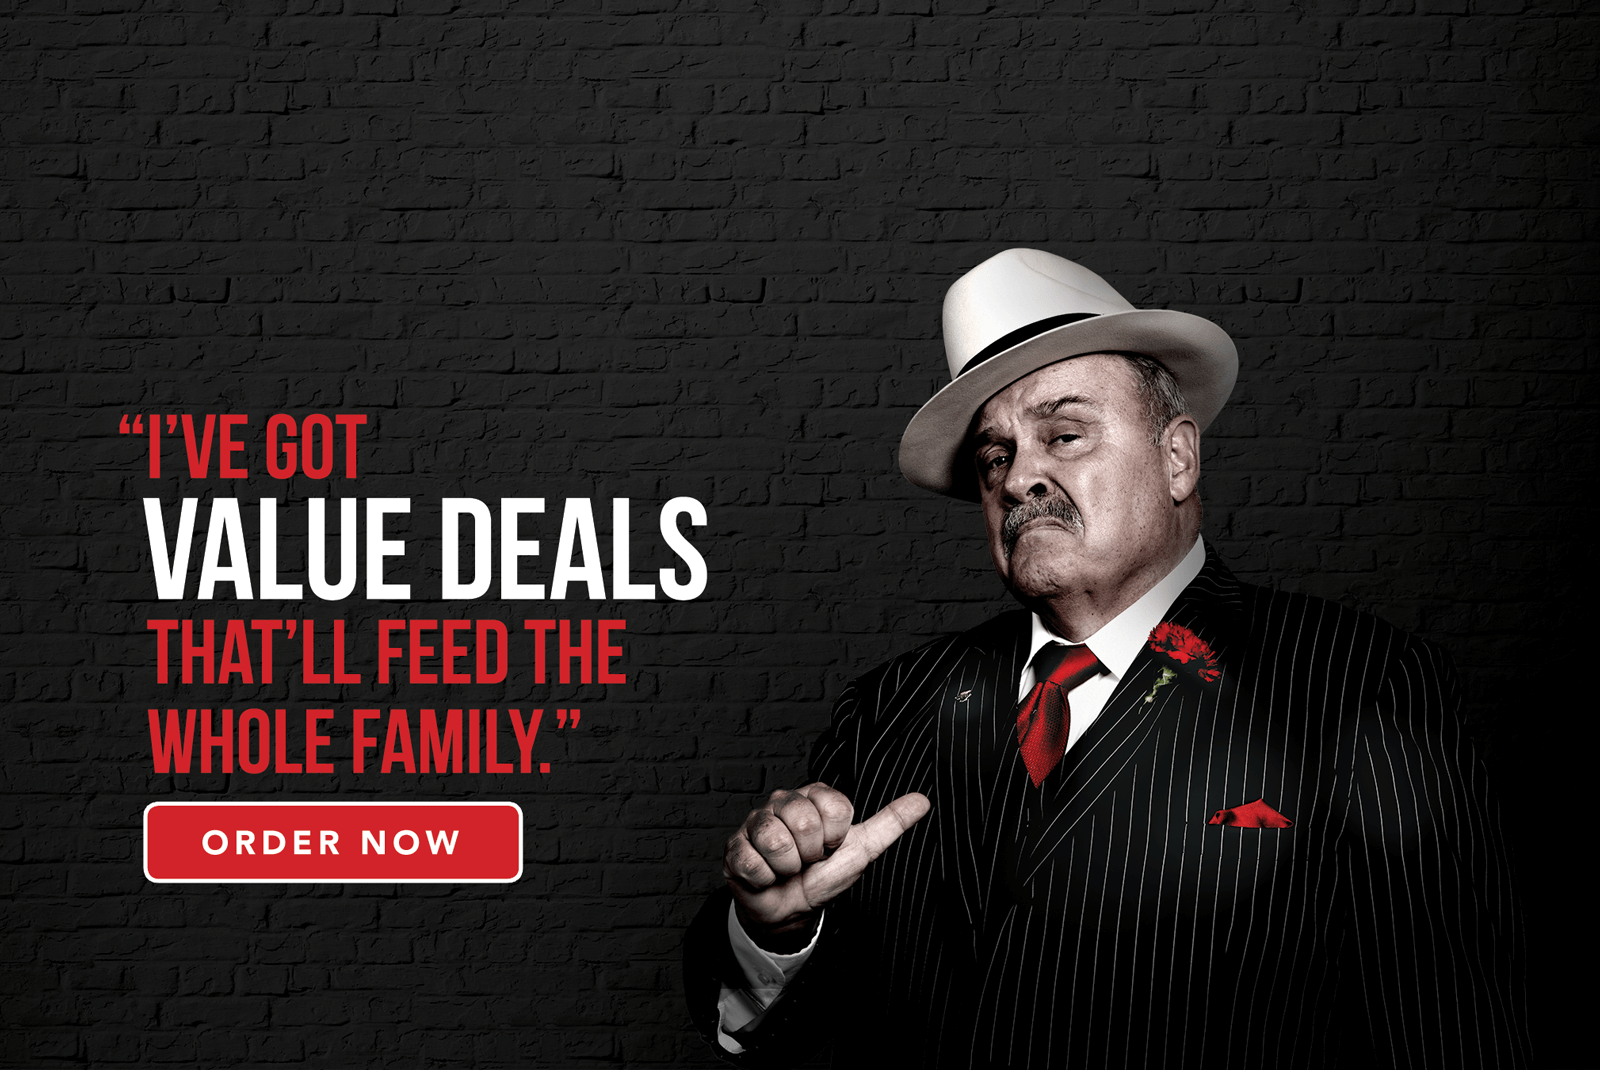 “I’VE GOT
VALUE DEALS
THAT’LL FEED THE
WHOLE FAMILY.”
ORDER NOW